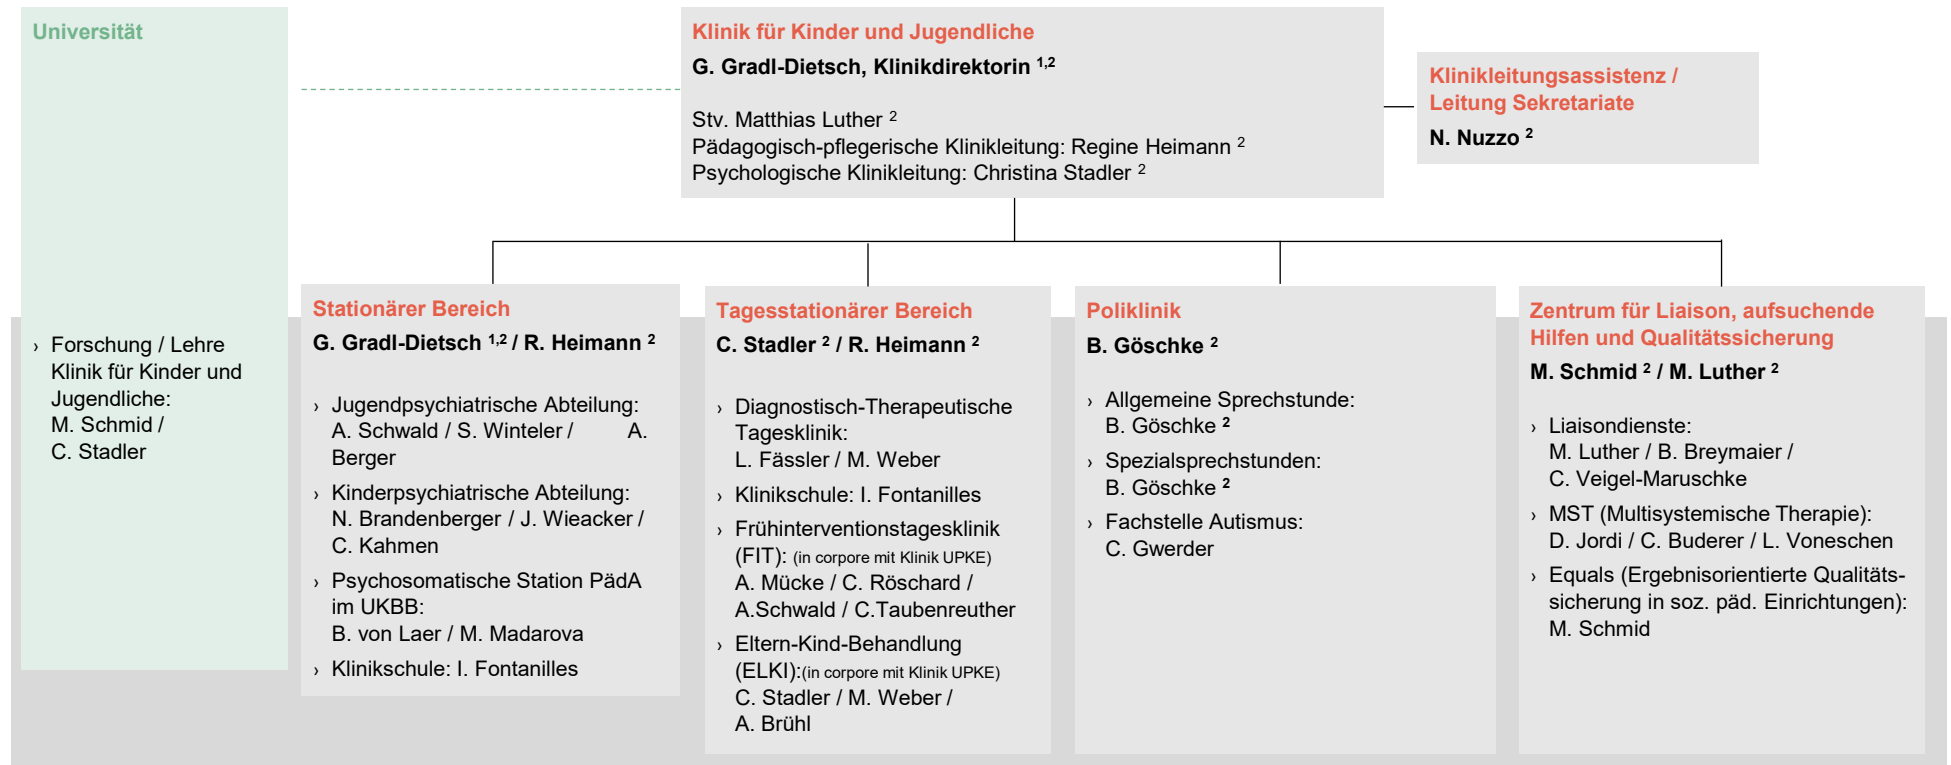 Universität
› Forschung / Lehre
Klinik für Kinder und
Jugendliche:
M. Schmid /
C. Stadler
Klinik für Kinder und Jugendliche
G. Gradl-Dietsch, Klinikdirektorin 1,2
Stv. Matthias Luther 2
Pädagogisch-pflegerische Klinikleitung: Regine Heimann 2
Psychologische Klinikleitung: Christina Stadler 2
Klinikleitungsassistenz /
Leitung Sekretariate
N. Nuzzo 2
Stationärer Bereich
G. Gradl-Dietsch 1,2 / R. Heimann 2
› Jugendpsychiatrische Abteilung:
A. Schwald / S. Winteler / A.
Berger
› Kinderpsychiatrische Abteilung:
N. Brandenberger / J. Wieacker /
C. Kahmen
› Psychosomatische Station PädA
im UKBB:
B. von Laer / M. Madarova
› Klinikschule: I. Fontanilles
Tagesstationärer Bereich
C. Stadler 2 / R. Heimann 2
› Diagnostisch-Therapeutische
Tagesklinik:
L. Fässler / M. Weber
› Klinikschule: I. Fontanilles
› Frühinterventionstagesklinik
(FIT): (in corpore mit Klinik UPKE)
A. Mücke / C. Röschard /
A.Schwald / C.Taubenreuther
› Eltern-Kind-Behandlung
(ELKI):(in corpore mit Klinik UPKE)
C. Stadler / M. Weber /
A. Brühl
Poliklinik
B. Göschke 2
› Allgemeine Sprechstunde:
B. Göschke 2
› Spezialsprechstunden:
B. Göschke 2
› Fachstelle Autismus:
C. Gwerder
Zentrum für Liaison, aufsuchende
Hilfen und Qualitätssicherung
M. Schmid 2 / M. Luther 2
› Liaisondienste:
M. Luther / B. Breymaier /
C. Veigel-Maruschke
› MST (Multisystemische Therapie):
D. Jordi / C. Buderer / L. Voneschen
› Equals (Ergebnisorientierte Qualitäts-
sicherung in soz. päd. Einrichtungen):
M. Schmid